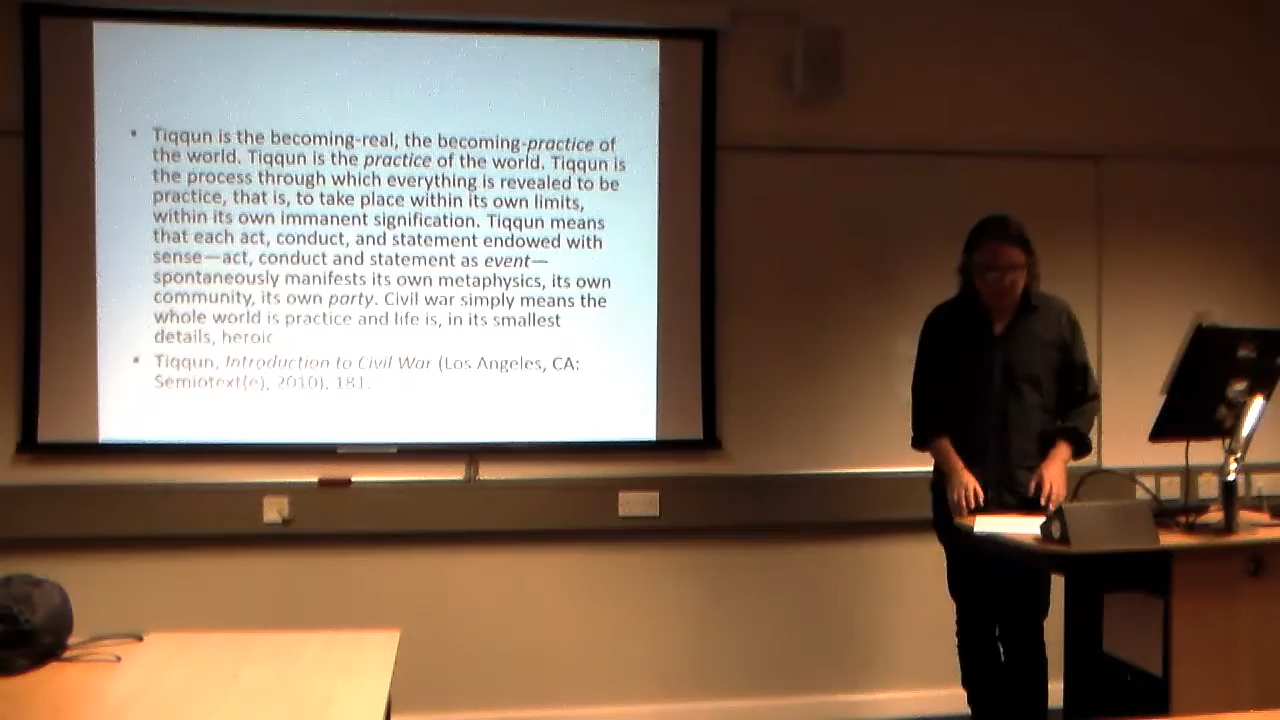 • Tiqqun is the becoming-real, the becoming-practice of
the world. Tiqqun is the practice of the world. Tiqqun is
the process through which everything is revealed to be
practice, that is, to take place within its own limits,
within its own immanent signification. Tiqqun means
that each act, conduct, and statement endowed with
sense—act, conduct and statement as event—
spontaneously manifests its own metaphysics, its own
community, its own party. Civil war simply means the
whole world is practice and life is, in its smallest
details, heroic
• Tiqqun, Introduction to Civil War (Los Angeles, CA:
Semiotext(e), 2010), 181.